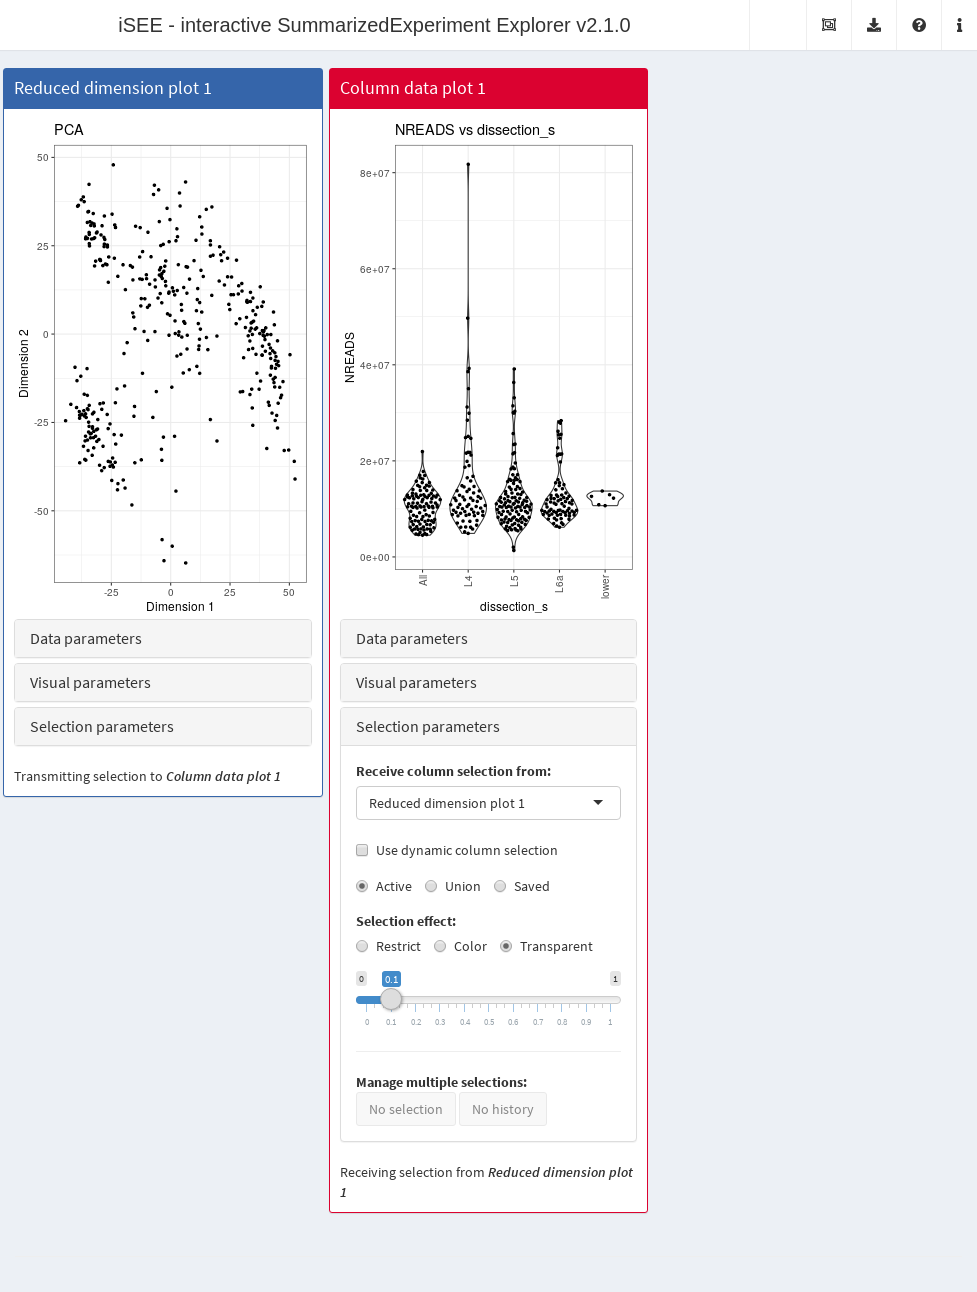 iSEE - interactive SummarizedExperiment Explorer v2.1.0
Reduced dimension plot 1
PCA
50
25
0
-25
-50
Dimension 2
-25 0 25 50
Dimension 1
Data parameters
Visual parameters
Selection parameters
Transmitting selection to Column data plot 1
Column data plot 1
NREADS vs dissection_s
8e+07
6e+07
4e+07
2e+07
0e+00
NREADS
All L4 L5 L6a lower
dissection_s
Data parameters
Visual parameters
Selection parameters
Receive column selection from:
Reduced dimension plot 1
Use dynamic column selection
Active Union Saved
Selection effect:
Restrict Color Transparent
0 0.1 1
0 0.1 0.2 0.3 0.4 0.5 0.6 0.7 0.8 0.9 1
Manage multiple selections:
No selection No history
Receiving selection from Reduced dimension plot
1